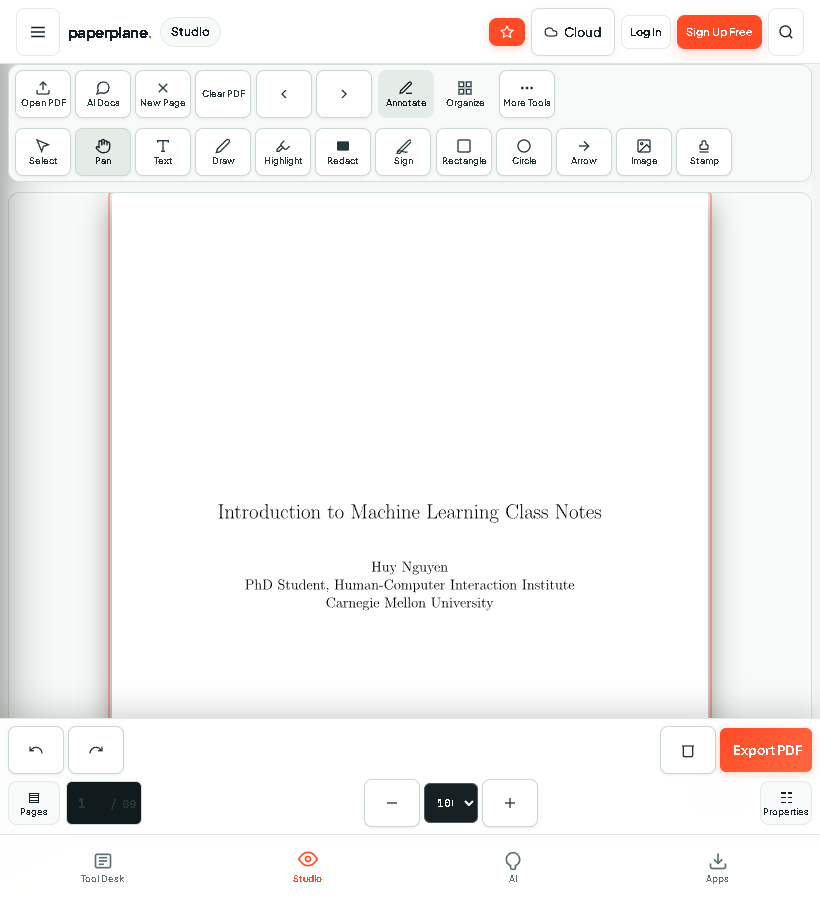 paperplane.
Studio
Cloud
Log In
Sign Up Free
Open PDF
AI Docs
New Page
Clear PDF
Annotate
Organize
More Tools
Select
Pan
Text
Draw
Highlight
Redact
Sign
Rectangle
Circle
Arrow
Image
Stamp
Introduction to Machine Learning Class Notes
Huy Nguyen
PhD Student, Human-Computer Interaction Institute
Carnegie Mellon University
Export PDF
Pages
1 / 99
Properties
Tool Desk
Studio
AI
Apps